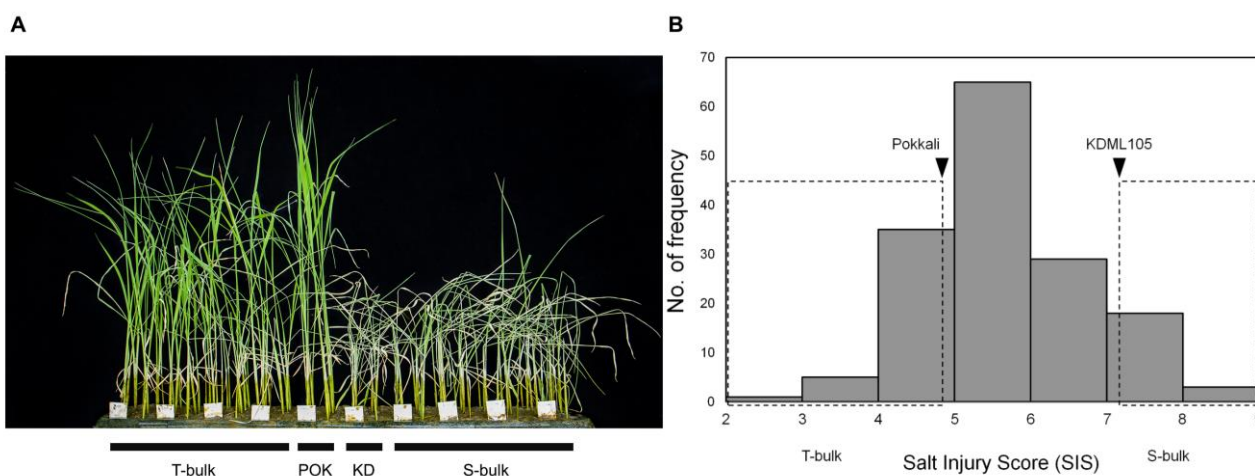 A
T-bulk
POK
KD
S-bulk
B
No. of frequency
70
60
50
40
30
20
10
0
Pokkali
KDML105
2
3
4
5
6
7
8
T-bulk
Salt Injury Score (SIS)
S-bulk